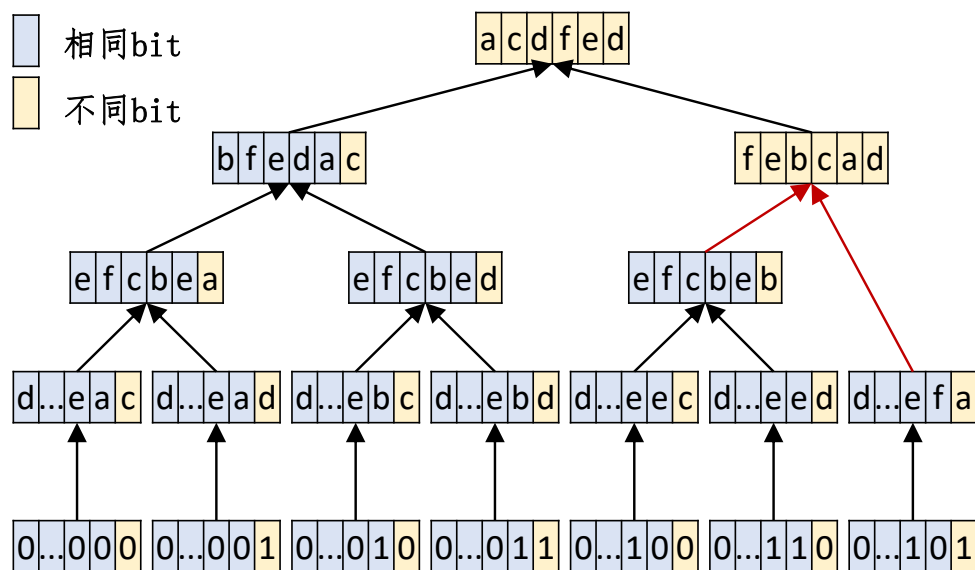 相同bit
不同bit
acdfed
bfedac
febcad
efcbea
efcbed
efcbeb
d...eac
d...ead
d...ebc
d...ebd
d...eec
d...eed
d...efa
0...000
0...001
0...010
0...011
0...100
0...110
0...101